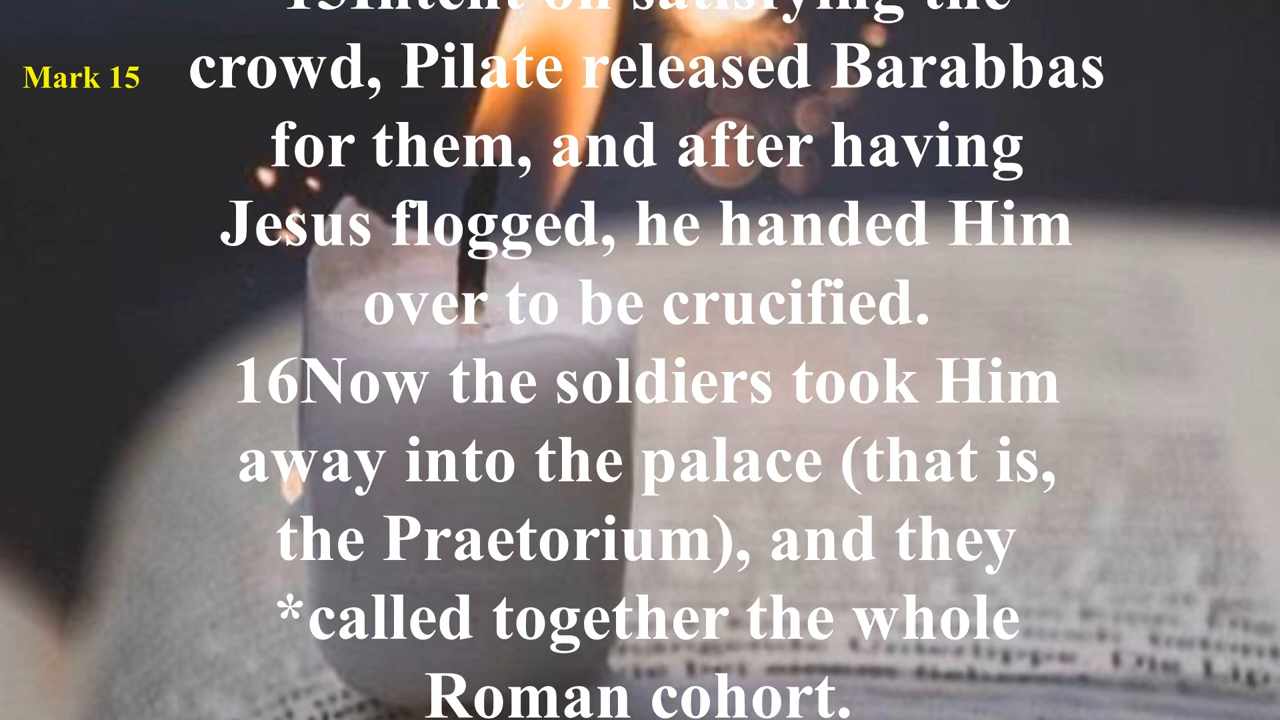 15Intent on satisfying the
Mark 15
crowd, Pilate released Barabbas
for them, and after having
Jesus flogged, he handed Him
over to be crucified.
16Now the soldiers took Him
away into the palace (that is,
the Praetorium), and they
*called together the whole
Roman cohort.